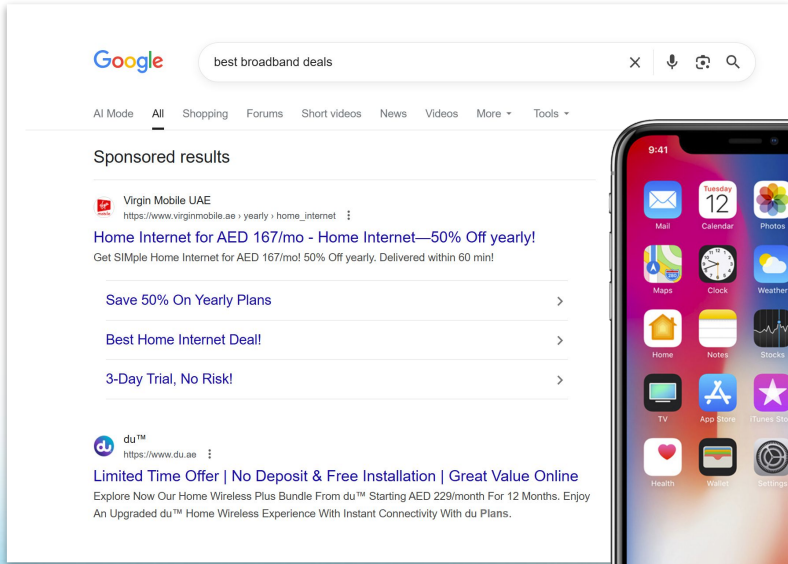 Google
best broadband deals
AI Mode All Shopping Forums Short videos News Videos More Tools
Sponsored results
Virgin Mobile UAE
https://www.virginmobile.ae › yearly › home_internet
Home Internet for AED 167/mo - Home Internet—50% Off yearly!
Get SIMple Home Internet for AED 167/mo! 50% Off yearly. Delivered within 60 min!
Save 50% On Yearly Plans
Best Home Internet Deal!
3-Day Trial, No Risk!
du
du™
https://www.du.ae
Limited Time Offer | No Deposit & Free Installation | Great Value Online
Explore Now Our Home Wireless Plus Bundle From du™ Starting AED 229/month For 12 Months. Enjoy
An Upgraded du™ Home Wireless Experience With Instant Connectivity With du Plans.
9:41
Tuesday
12
Mail Calendar Photos
Maps Clock Weather
Home Notes Stocks
TV App Store iTunes Sto
Health Wallet Settings